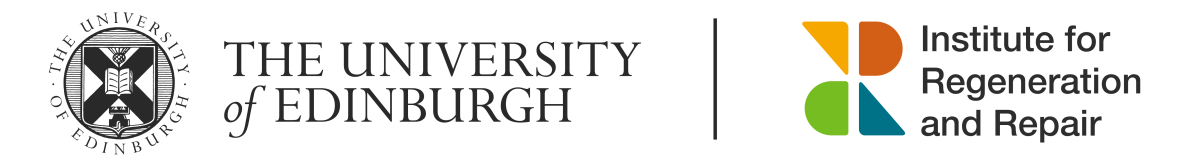 THE UNIVERSITY OF EDINBURGH
THE UNIVERSITY
of EDINBURGH
Institute for
Regeneration
and Repair